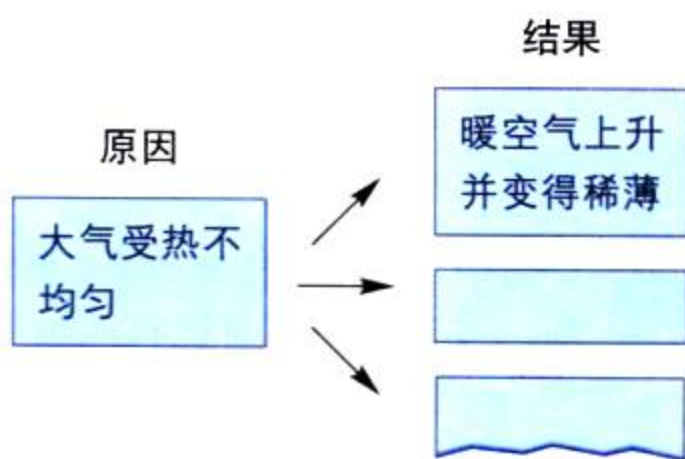 结果
暖空气上升
并变得稀薄
原因
大气受热不
均匀